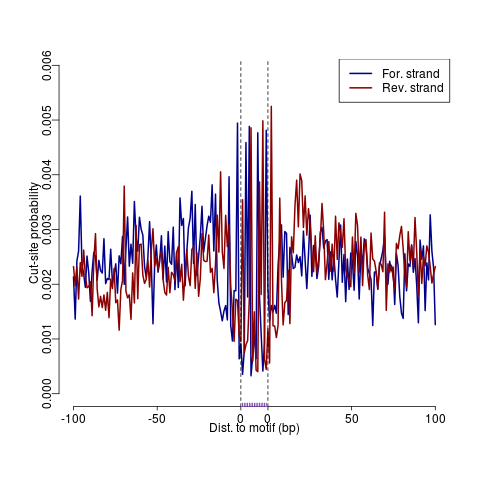 For. strand
Rev. strand
Cut-site probability
0.006
0.005
0.004
0.003
0.002
0.001
0.000
-100 -50 0 0 50 100
Dist. to motif (bp)